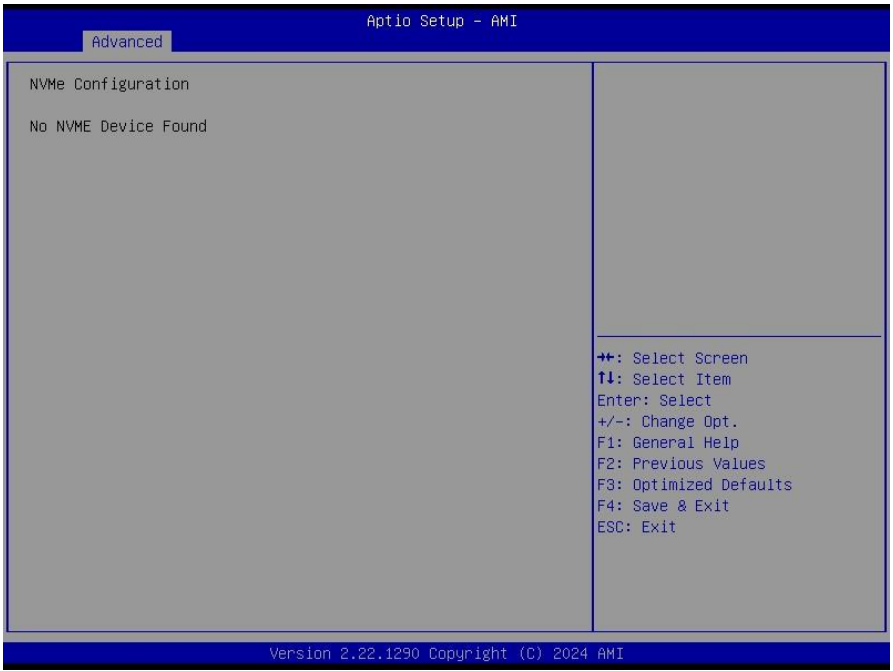 Aptio Setup – AMI
Advanced
NVMe Configuration
No NVME Device Found
→←: Select Screen
↑↓: Select Item
Enter: Select
+/-: Change Opt.
F1: General Help
F2: Previous Values
F3: Optimized Defaults
F4: Save & Exit
ESC: Exit
Version 2.22.1290 Copyright (C) 2024 AMI